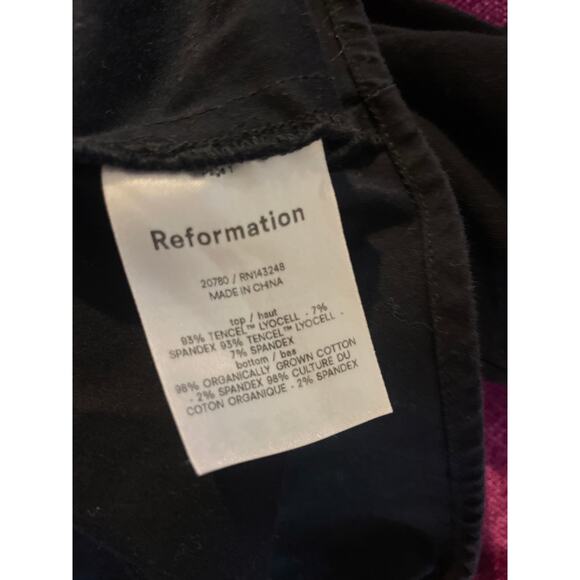 Reformation
20780 / RN143248
MADE IN CHINA
top / haut
93% TENCEL™ LYOCELL - 7%
SPANDEX 93% TENCEL™ LYOCELL -
7% SPANDEX
bottom / bas
98% ORGANICALLY GROWN COTTON
- 2% SPANDEX 98% CULTURE DU
COTON ORGANIQUE - 2% SPANDEX